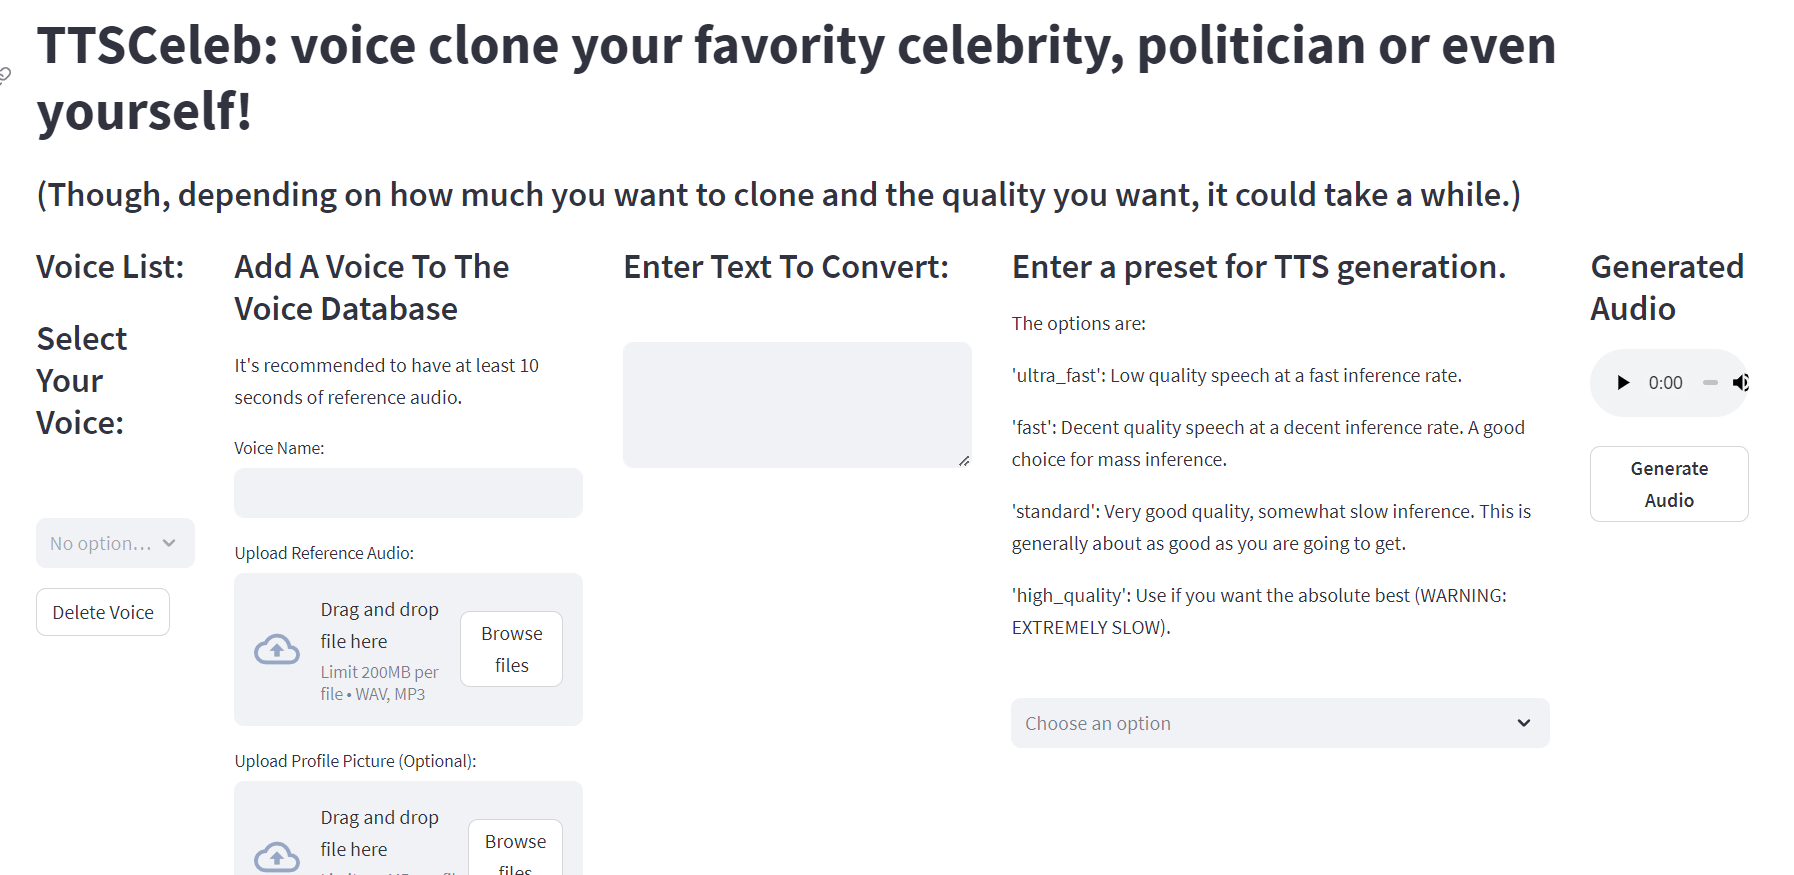 TTSCeleb: voice clone your favority celebrity, politician or even
yourself!
(Though, depending on how much you want to clone and the quality you want, it could take a while.)
Voice List:
Select
Your
Voice:
No option...
Delete Voice
Add A Voice To The
Voice Database
It's recommended to have at least 10
seconds of reference audio.
Voice Name:
Upload Reference Audio:
Drag and drop
file here
Limit 200MB per
file • WAV, MP3
Browse
files
Upload Profile Picture (Optional):
Drag and drop
file here
Browse
files
Enter Text To Convert:
Enter a preset for TTS generation.
The options are:
'ultra_fast': Low quality speech at a fast inference rate.
'fast': Decent quality speech at a decent inference rate. A good
choice for mass inference.
'standard': Very good quality, somewhat slow inference. This is
generally about as good as you are going to get.
'high_quality': Use if you want the absolute best (WARNING:
EXTREMELY SLOW).
Choose an option
Generated
Audio
0:00
Generate
Audio